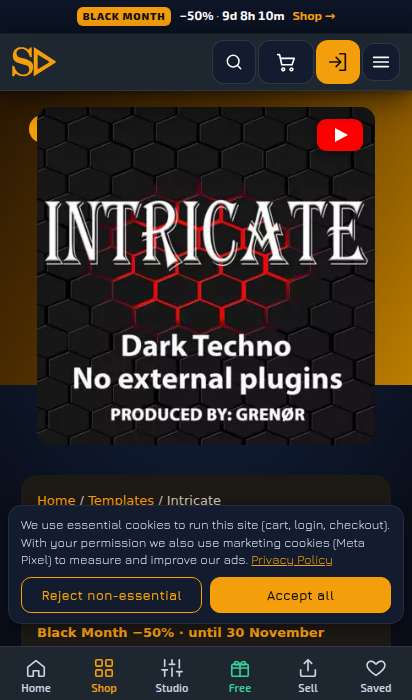 BLACK MONTH −50% · 9d 8h 10m Shop →
S
INTRICATE
Dark Techno
No external plugins
PRODUCED BY: GRENØR
Home / Templates / Intricate
We use essential cookies to run this site (cart, login, checkout).
With your permission we also use marketing cookies (Meta
Pixel) to measure and improve our ads. Privacy Policy
Reject non-essential Accept all
Black Month −50% · until 30 November
Home Shop Studio Free Sell Saved